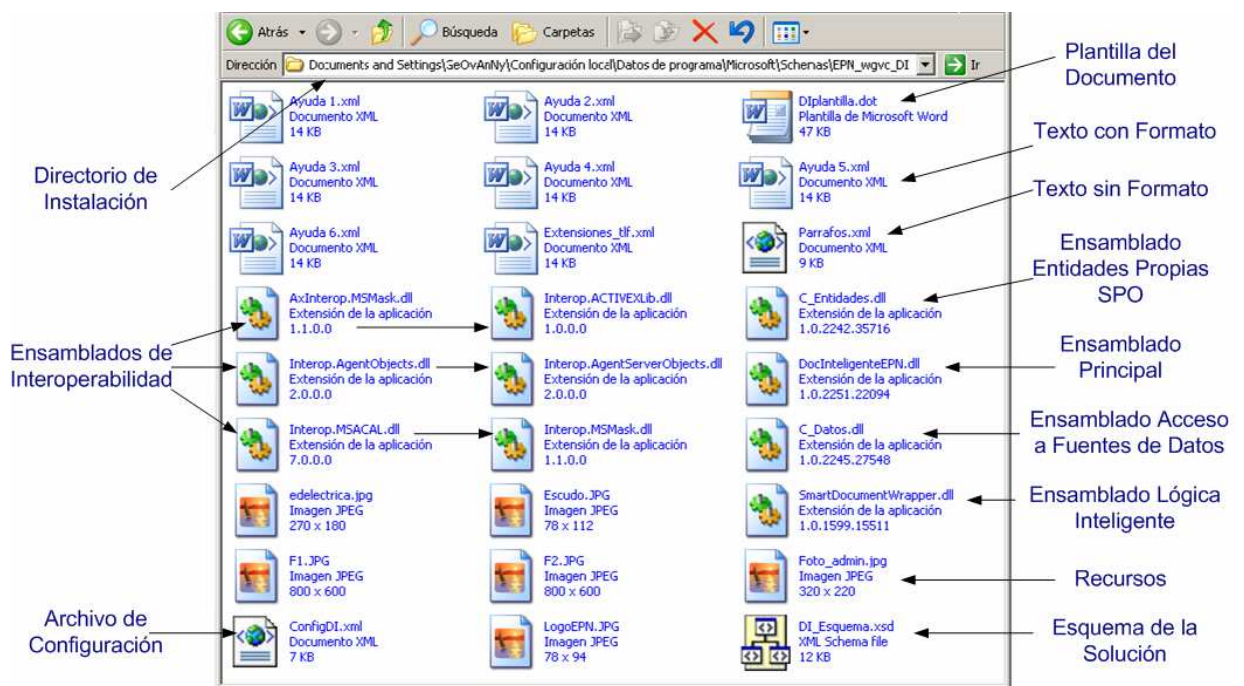 Atrás
Búsqueda
Carpetas
Dirección
Documents and Settings\GeOvAnNy\Configuración local\Datos de programa\Microsoft\Schenas\EPN_wgvc_DI
Ir
Ayuda 1.xml
Documento XML
14 KB
Ayuda 2.xml
Documento XML
14 KB
DIplantilla.dot
Plantilla de Microsoft Word
47 KB
Ayuda 3.xml
Documento XML
14 KB
Ayuda 4.xml
Documento XML
14 KB
Ayuda 5.xml
Documento XML
14 KB
Ayuda 6.xml
Documento XML
14 KB
Extensiones_tlf.xml
Documento XML
14 KB
Parrafos.xml
Documento XML
9 KB
AxInterop.MSMask.dll
Extensión de la aplicación
1.1.0.0
Interop.ACTIVEXLib.dll
Extensión de la aplicación
1.0.0.0
C_Entidades.dll
Extensión de la aplicación
1.0.2242.35716
Interop.AgentObjects.dll
Extensión de la aplicación
2.0.0.0
Interop.AgentServerObjects.dll
Extensión de la aplicación
2.0.0.0
DocInteligenteEPN.dll
Extensión de la aplicación
1.0.2251.22094
Interop.MSACAL.dll
Extensión de la aplicación
7.0.0.0
Interop.MSMask.dll
Extensión de la aplicación
1.1.0.0
C_Datos.dll
Extensión de la aplicación
1.0.2245.27548
edelectrica.jpg
Imagen JPEG
270 x 180
Escudo.JPG
Imagen JPEG
78 x 112
SmartDocumentWrapper.dll
Extensión de la aplicación
1.0.1599.15511
F1.JPG
Imagen JPEG
800 x 600
F2.JPG
Imagen JPEG
800 x 600
Foto_admin.jpg
Imagen JPEG
320 x 220
ConfigDI.xml
Documento XML
7 KB
LogoEPN.JPG
Imagen JPEG
78 x 94
DI_Esquema.xsd
XML Schema file
12 KB
Directorio de
Instalación
Ensamblados de
Interoperabilidad
Archivo de
Configuración
Plantilla del
Documento
Texto con Formato
Texto sin Formato
Ensamblado
Entidades Propias
SPO
Ensamblado
Principal
Ensamblado Acceso
a Fuentes de Datos
Ensamblado Lógica
Inteligente
Recursos
Esquema de la
Solución